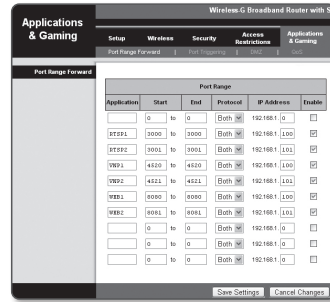 Wireless-G Broadband Router with S
Applications & Gaming
Setup Wireless Security Access Restrictions Applications & Gaming
Port Range Forward | Port Triggering | DMZ | QoS
Port Range Forward
Port Range
Application Start End Protocol IP Address Enable
0 to 0 Both 192.168.1. 0
RTSP1 3000 to 3000 Both 192.168.1. 100
RTSP2 3001 to 3001 Both 192.168.1. 101
VNP1 4520 to 4520 Both 192.168.1. 100
VNP2 4521 to 4521 Both 192.168.1. 101
WEB1 8080 to 8080 Both 192.168.1. 100
WEB2 8081 to 8081 Both 192.168.1. 101
0 to 0 Both 192.168.1. 0
0 to 0 Both 192.168.1. 0
0 to 0 Both 192.168.1. 0
Save Settings Cancel Changes